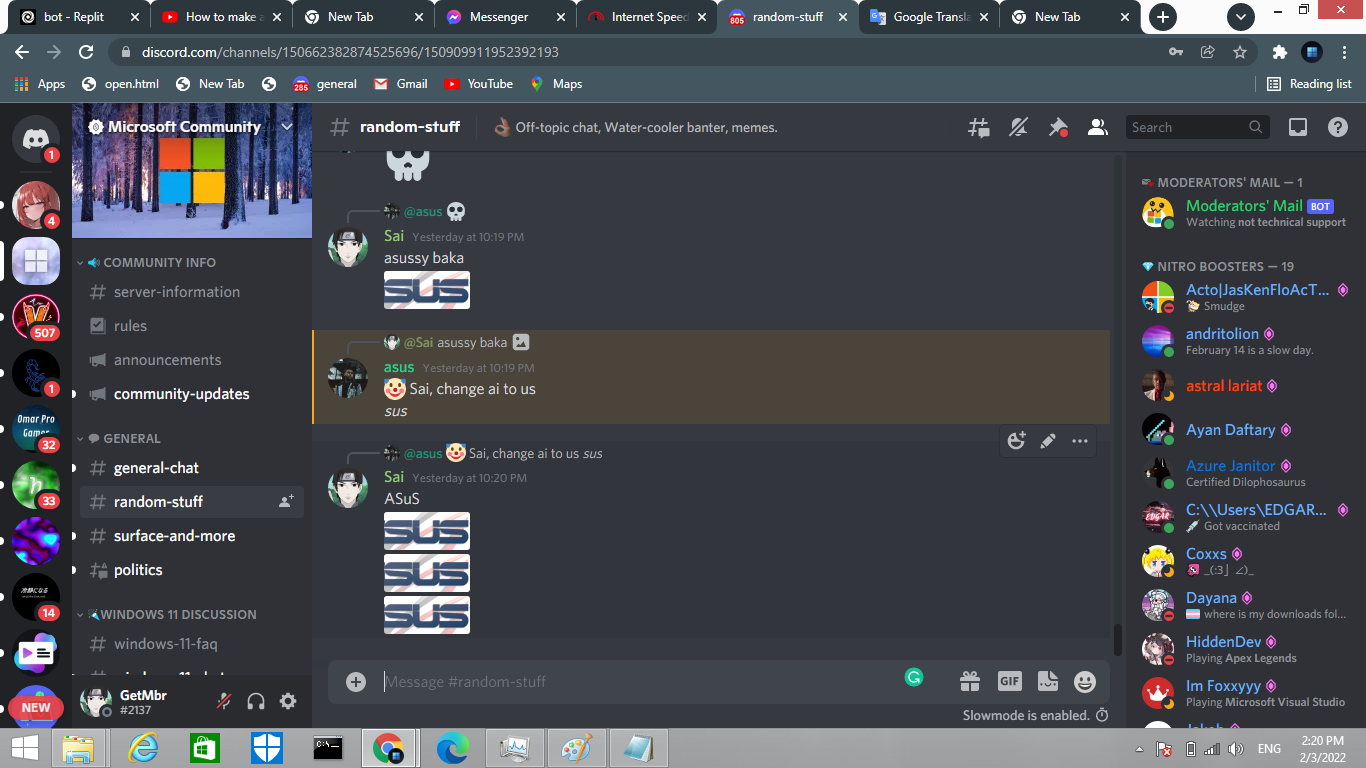 bot - Replit
How to make a
New Tab
Messenger
Internet Speed
805
random-stuff
Google Transla
New Tab
discord.com/channels/150662382874525696/150909911952392193
Apps
open.html
New Tab
285
general
Gmail
YouTube
Maps
Reading list
1
4
507
1
Omar Pro
Gamer
32
h
33
14
NEW
Microsoft Community
COMMUNITY INFO
server-information
rules
announcements
community-updates
GENERAL
general-chat
random-stuff
surface-and-more
politics
WINDOWS 11 DISCUSSION
windows-11-faq
GetMbr
#2137
random-stuff
👌🏽 Off-topic chat, Water-cooler banter, memes.
Search
@asus 💀
Sai Yesterday at 10:19 PM
asussy baka
SUS
@Sai asussy baka
asus Yesterday at 10:19 PM
🤡 Sai, change ai to us
sus
@asus 🤡 Sai, change ai to us sus
Sai Yesterday at 10:20 PM
ASuS
SUS
SUS
SUS
Message #random-stuff
GIF
Slowmode is enabled.
MODERATORS' MAIL — 1
Moderators' Mail BOT
Watching not technical support
NITRO BOOSTERS — 19
Acto|JasKenFloAcT...
Smudge
andritolion
February 14 is a slow day.
astral lariat
Ayan Daftary
Azure Janitor
Certified Dilophosaurus
EDGAR
C:\\Users\EDGAR...
Got vaccinated
Coxxs
_(:3」∠)_
Dayana
where is my downloads fol...
HiddenDev
Playing Apex Legends
Im Foxxyyy
Playing Microsoft Visual Studio
ENG
2:20 PM
2/3/2022